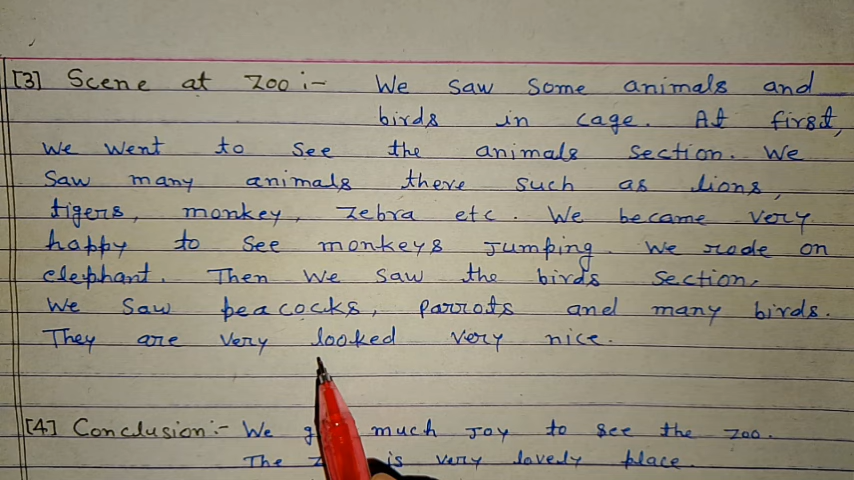 [3] Scene at Zoo :- We saw some animals and
birds in cage. At first,
We went to see the animals section. We
saw many animals there such as lions,
tigers, monkey, zebra etc. We became very
happy to see monkeys jumping. We rode on
elephant. Then we saw the birds section.
We saw peacocks, parrots and many birds.
They are very looked very nice.
[4] Conclusion :- We much joy to see the zoo.
The is very lovely place.